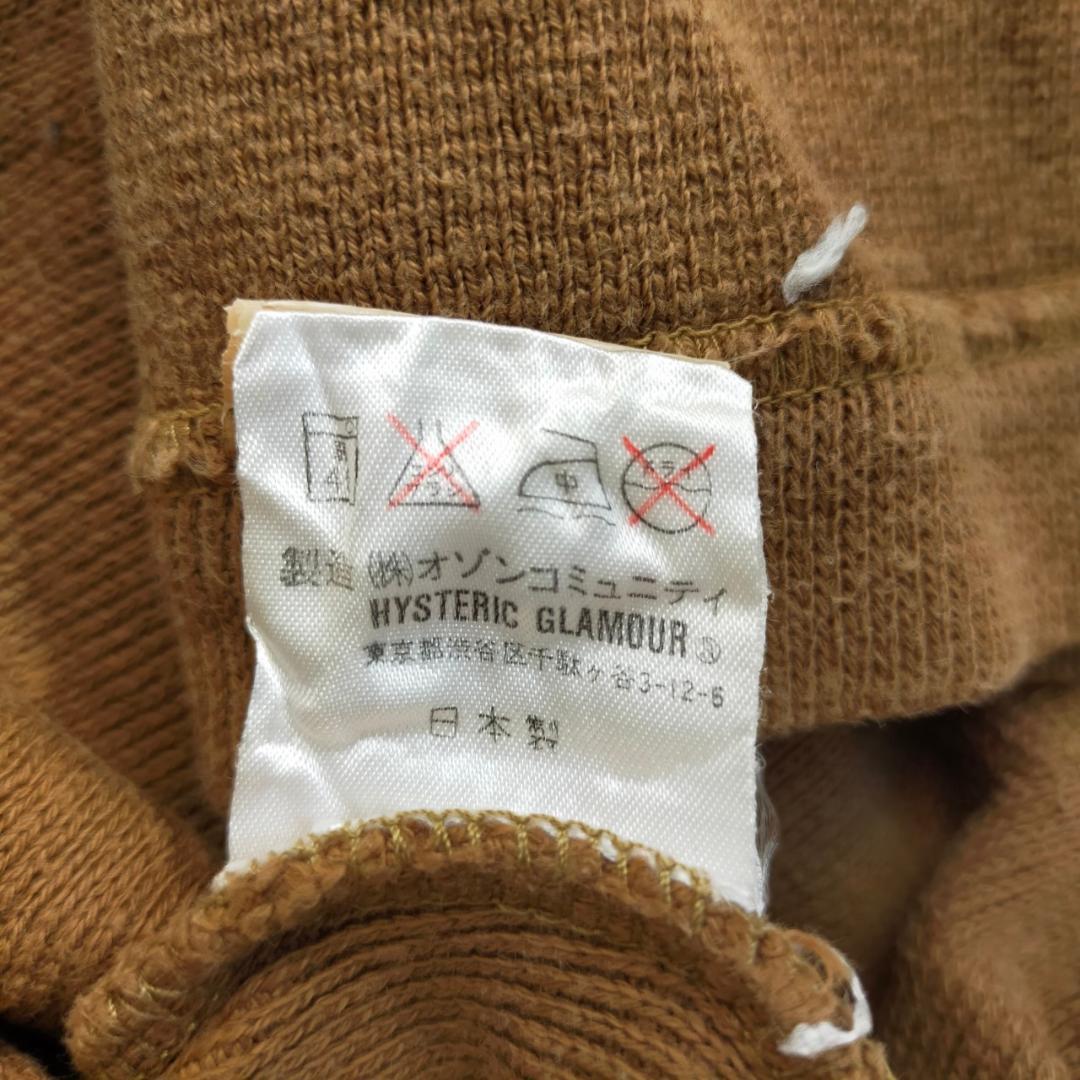 製造 ㈱オゾンコミュニティ
HYSTERIC GLAMOUR
東京都渋谷区千駄ヶ谷3-12-6
日本製